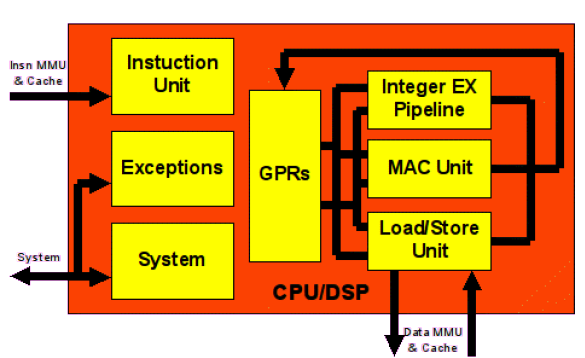 Insn MMU
& Cache
Instuction
Unit
Exceptions
System
System
GPRs
Integer EX
Pipeline
MAC Unit
Load/Store
Unit
CPU/DSP
Data MMU
& Cache